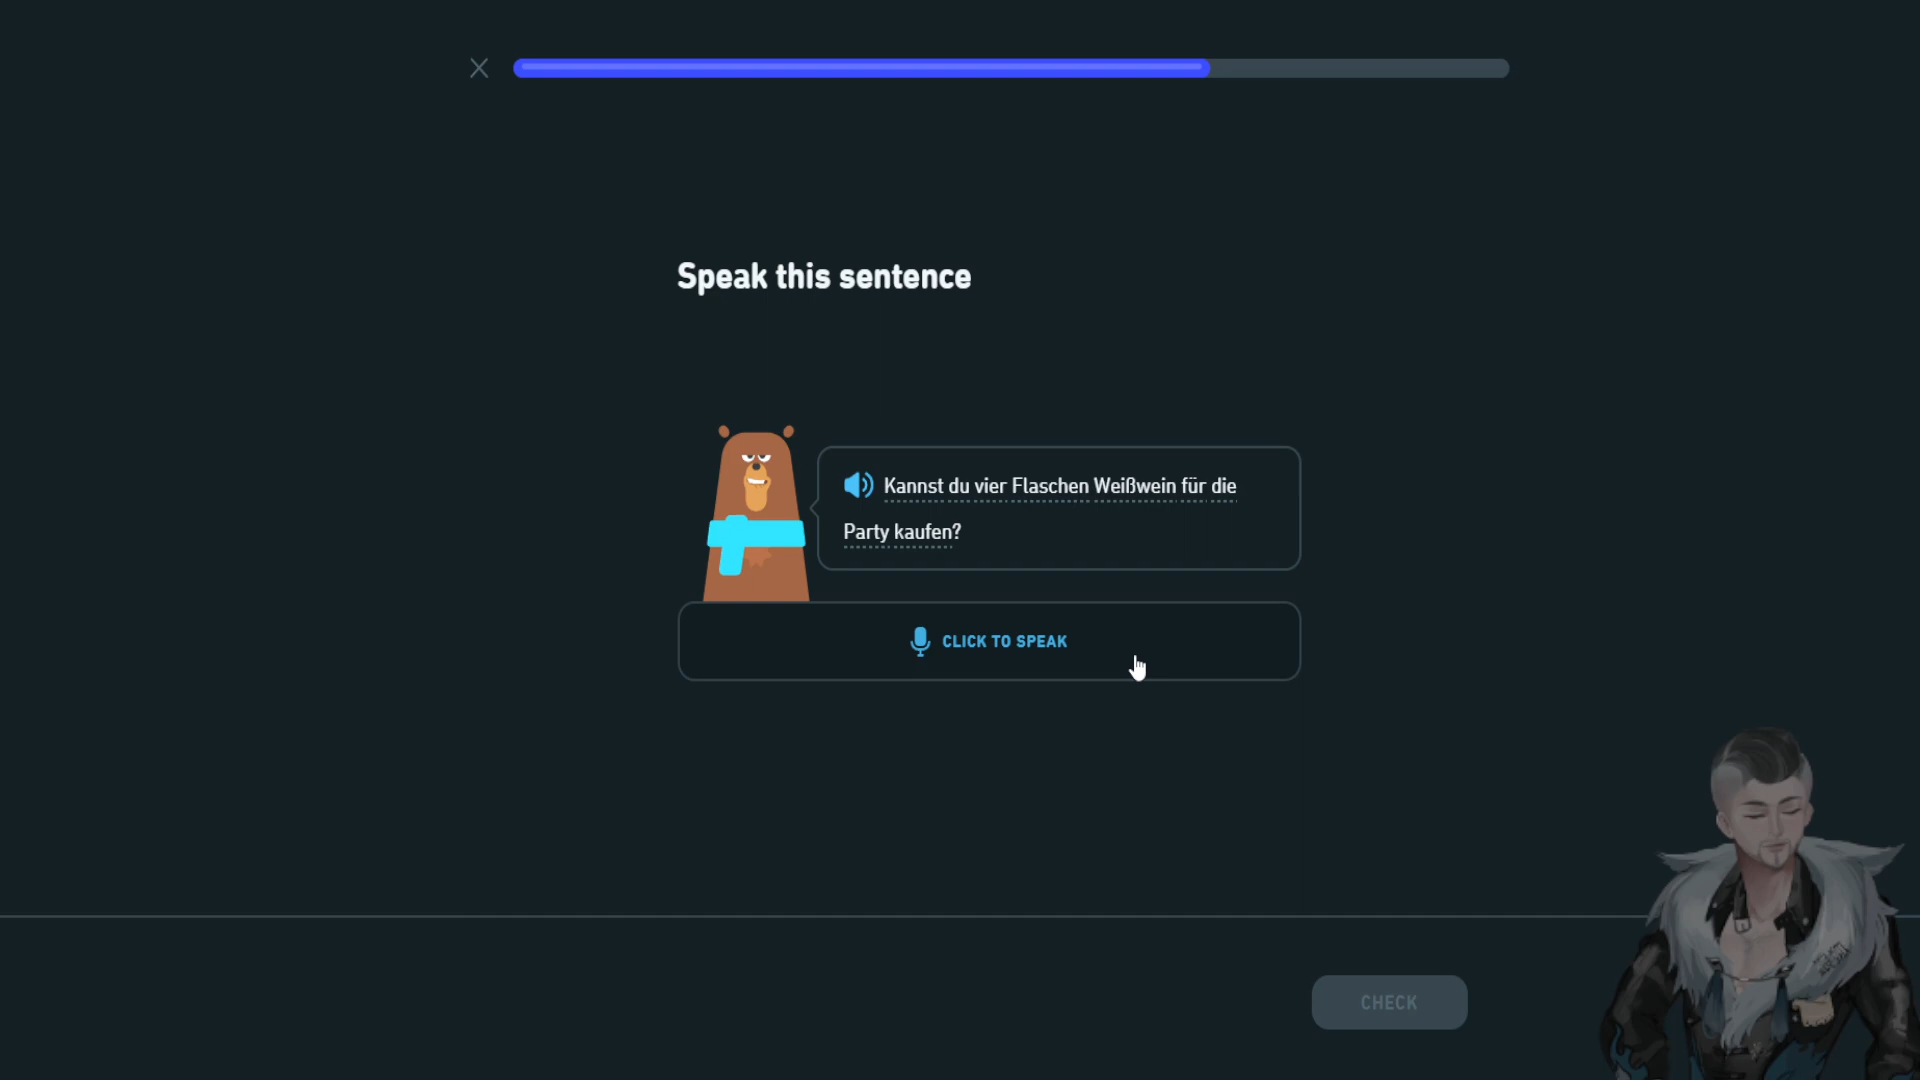 Speak this sentence
Kannst du vier Flaschen Weißwein für die
Party kaufen?
CLICK TO SPEAK
CHECK